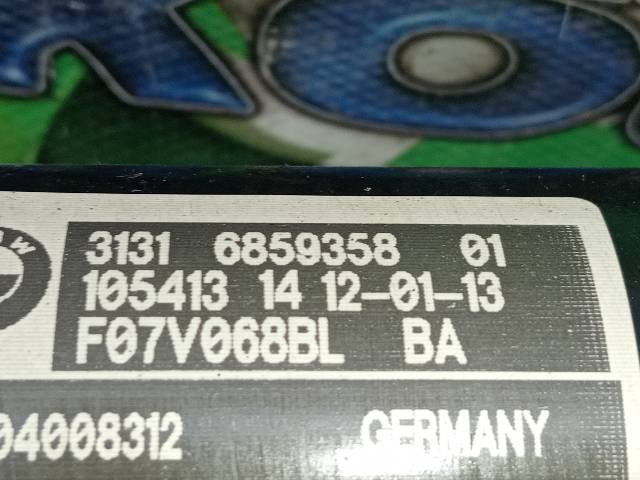 3131 6859358 01
105413 14 12-01-13
F07V068BL BA
04008312 GERMANY